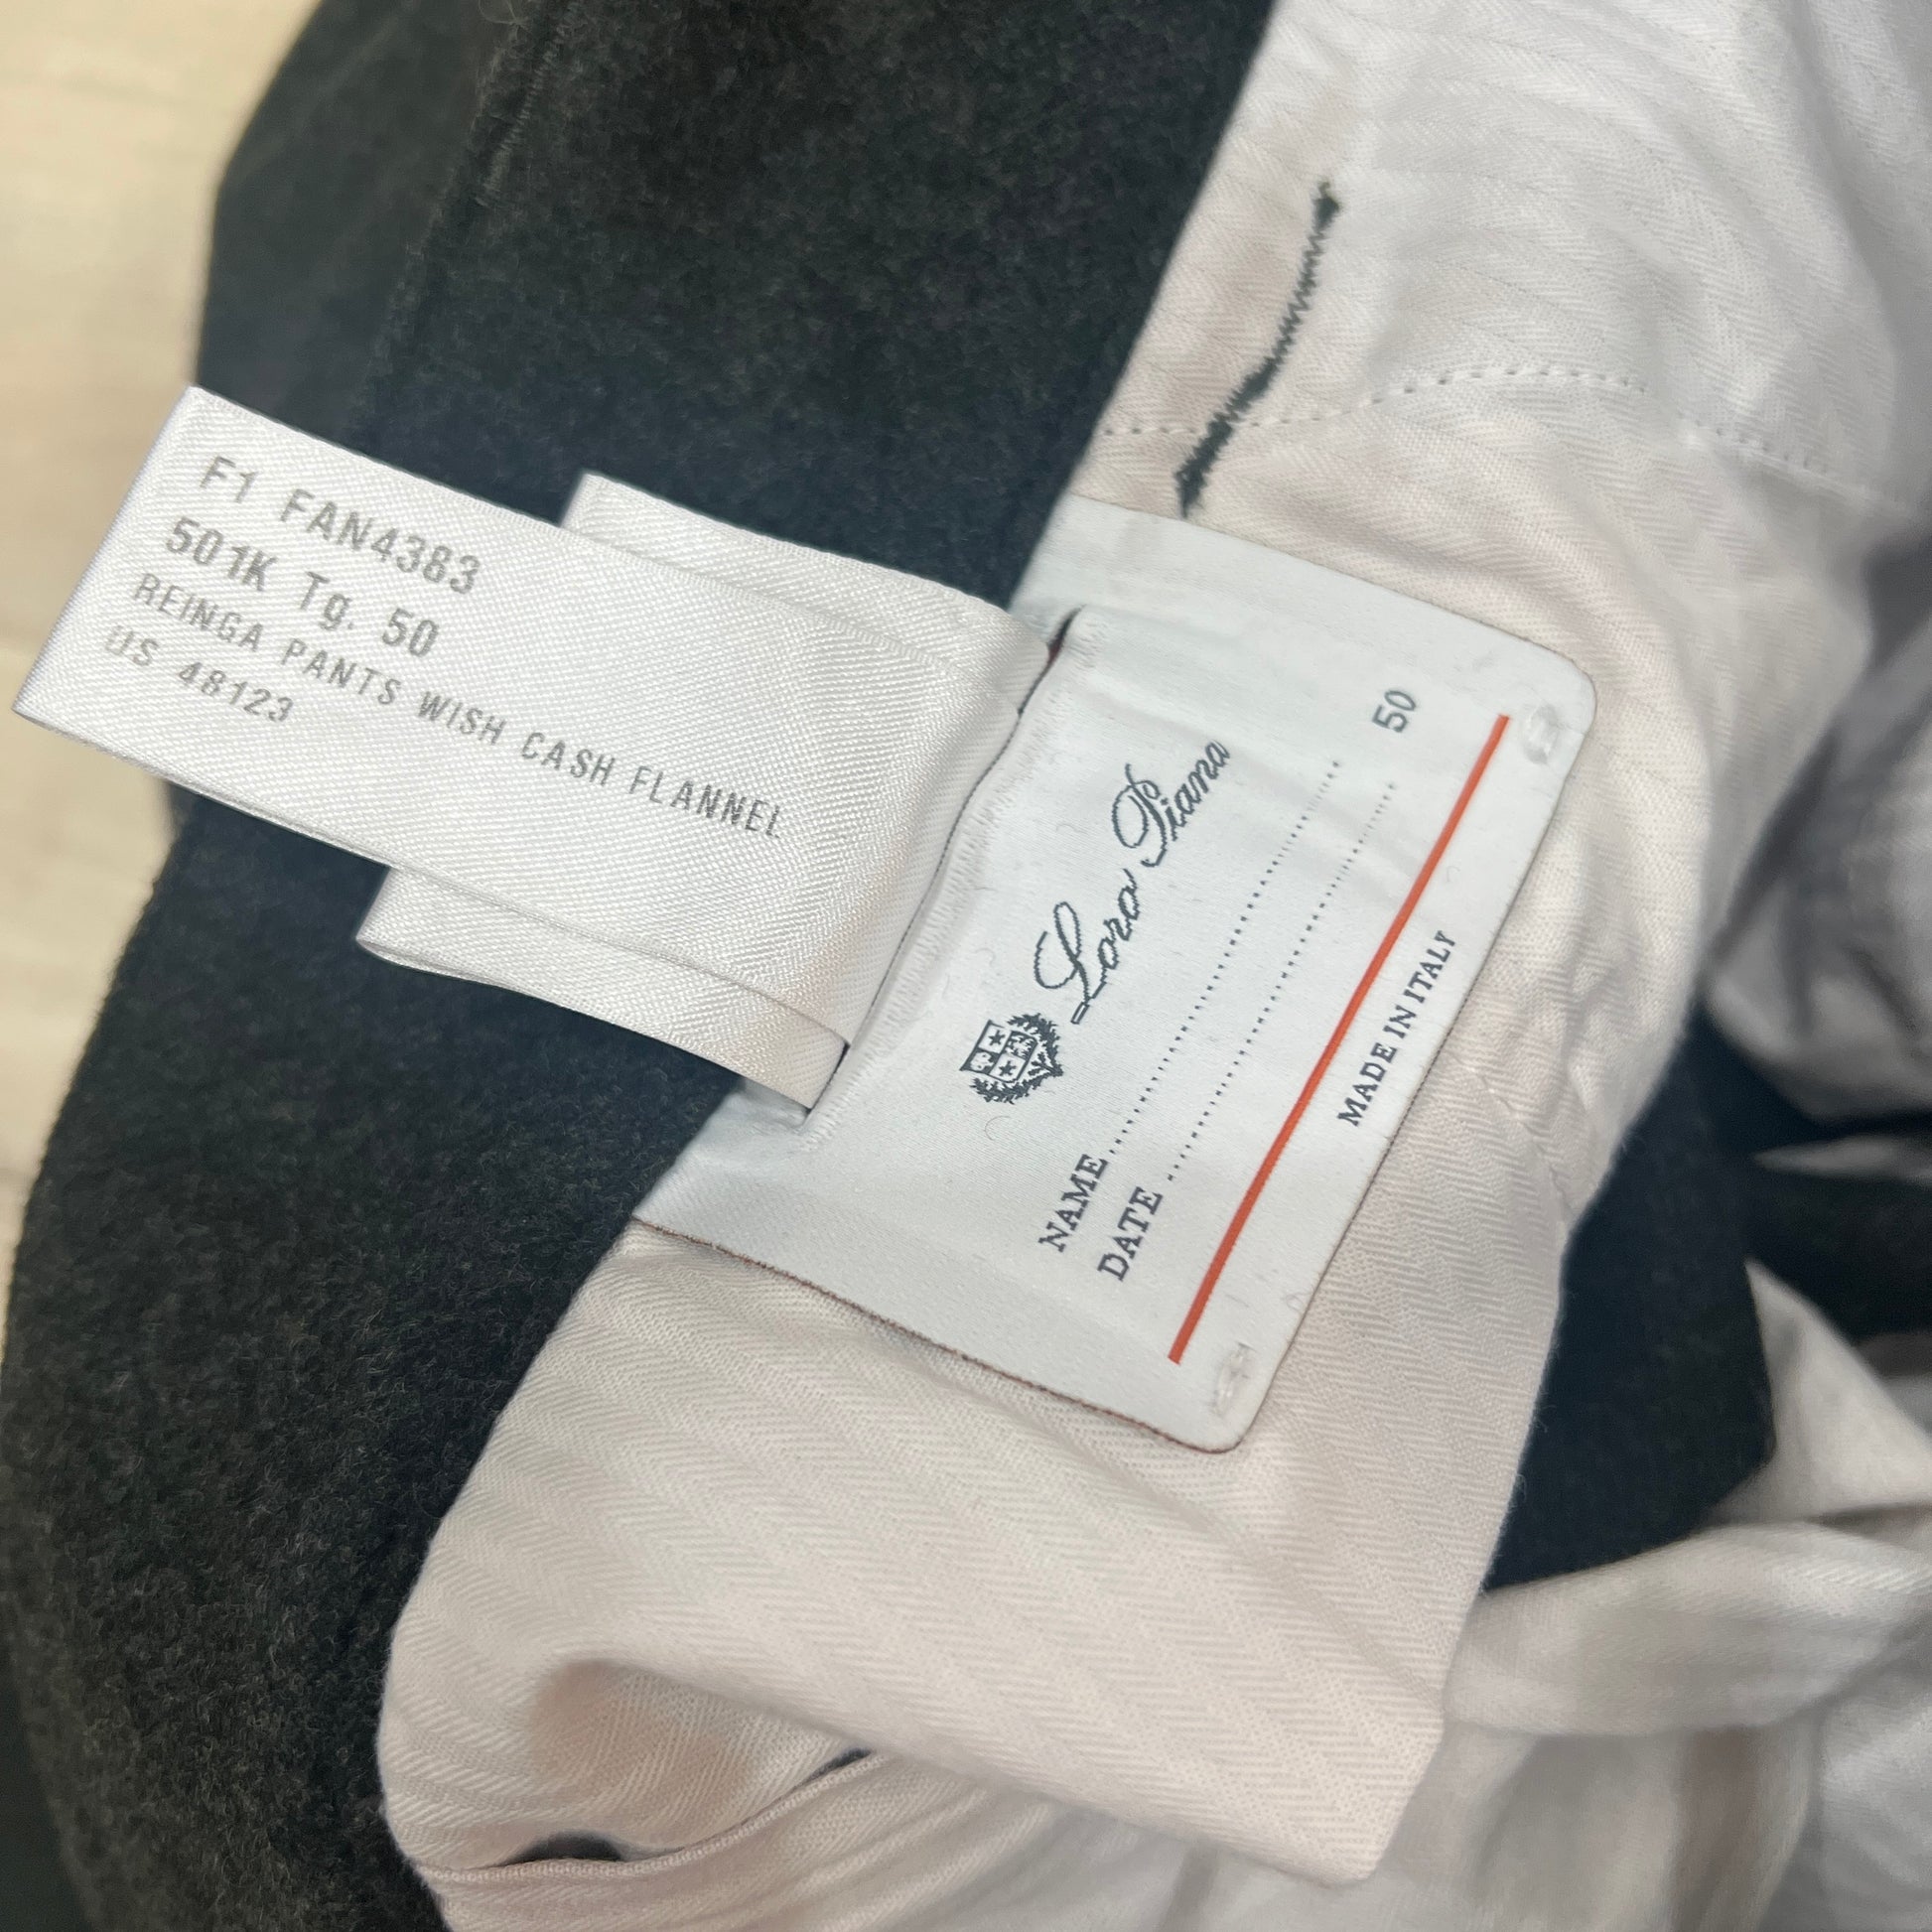 F1 FAN4383
501K Tg. 50
REINGA PANTS WISH CASH FLANNEL
US 48123
Loro Piana
50
NAME
DATE
MADE IN ITALY